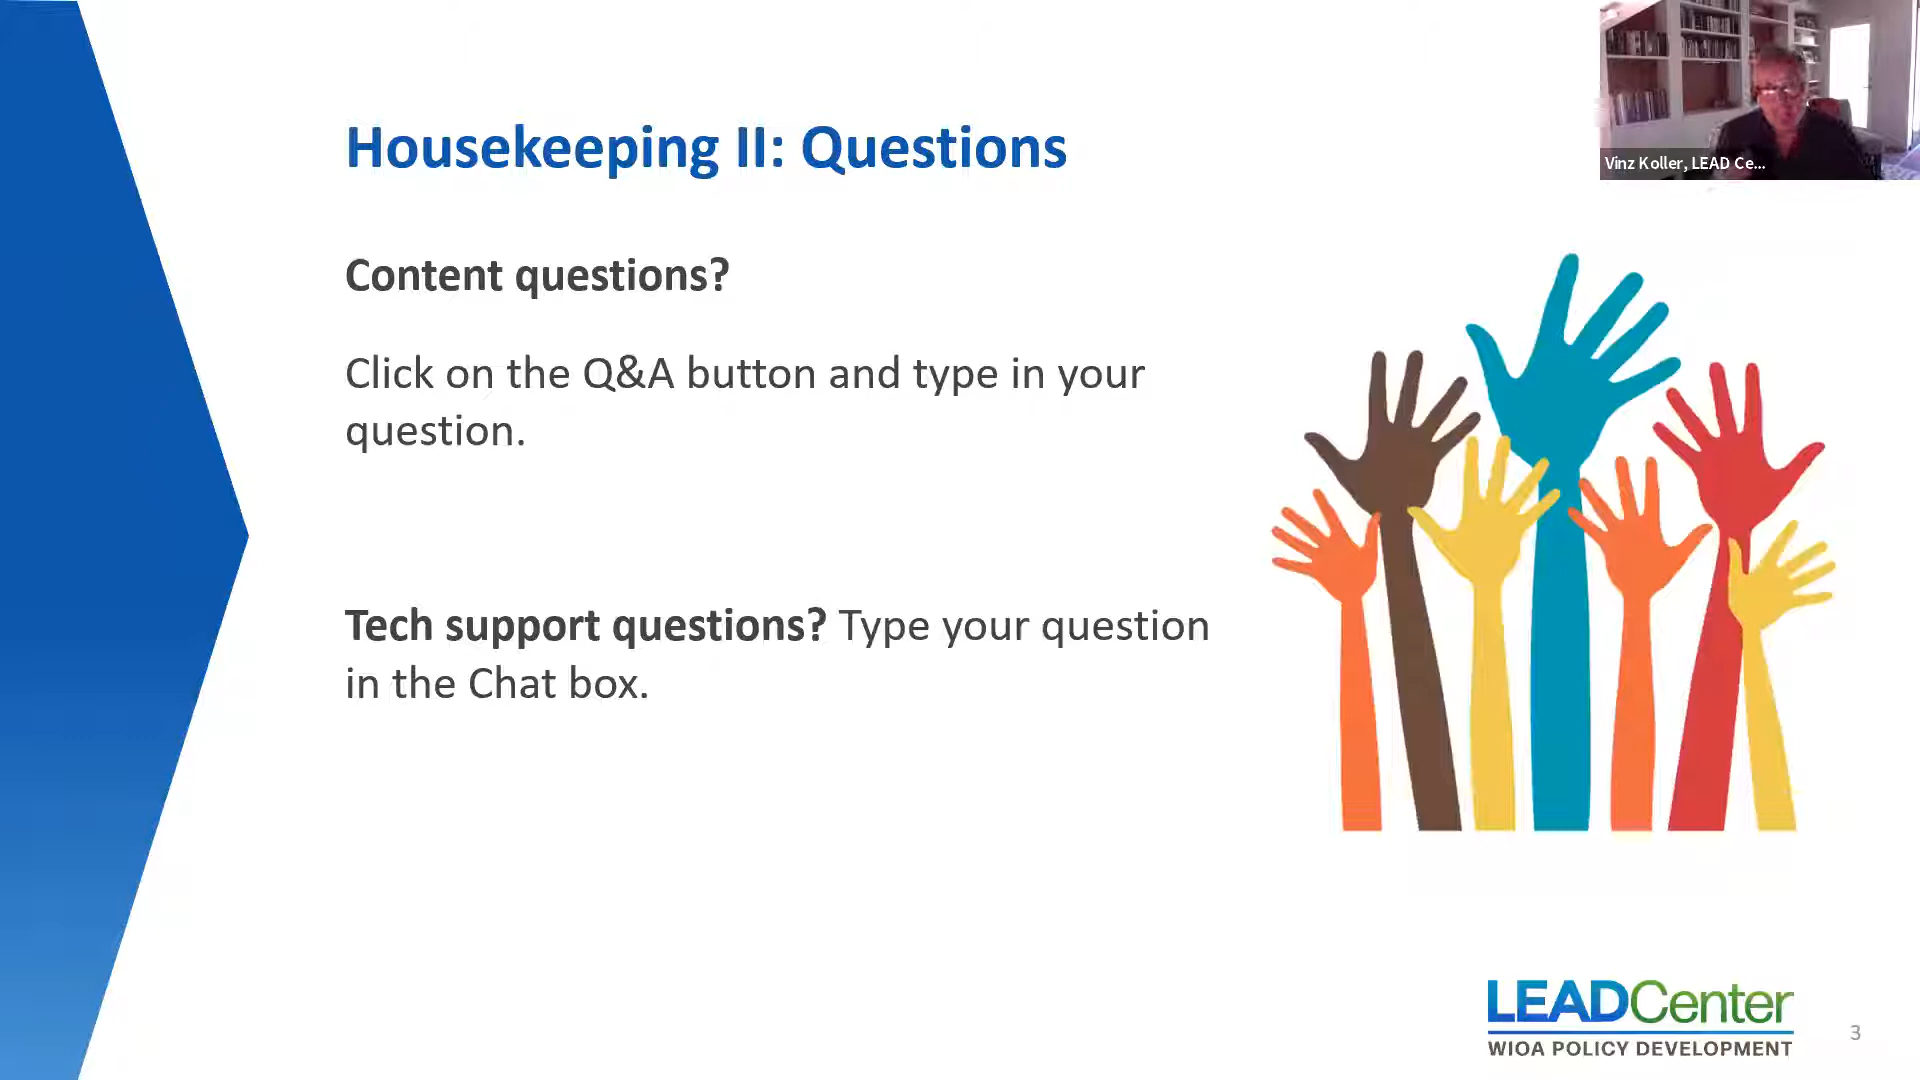 Housekeeping II: Questions
Vinz Koller, LEAD Ce...
Content questions?
Click on the Q&A button and type in your
question.
Tech support questions? Type your question
in the Chat box.
LEADCenter
WIOA POLICY DEVELOPMENT
3